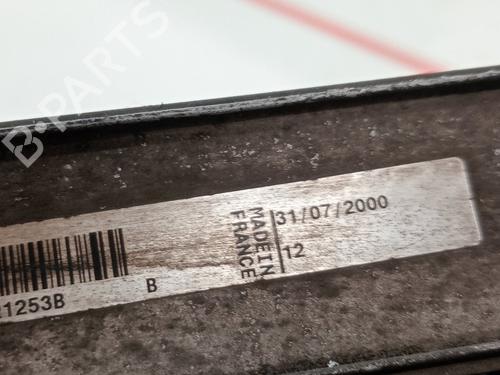 B-PARTS
MADE IN
FRANCE
31/07/2000
12
1253B
B